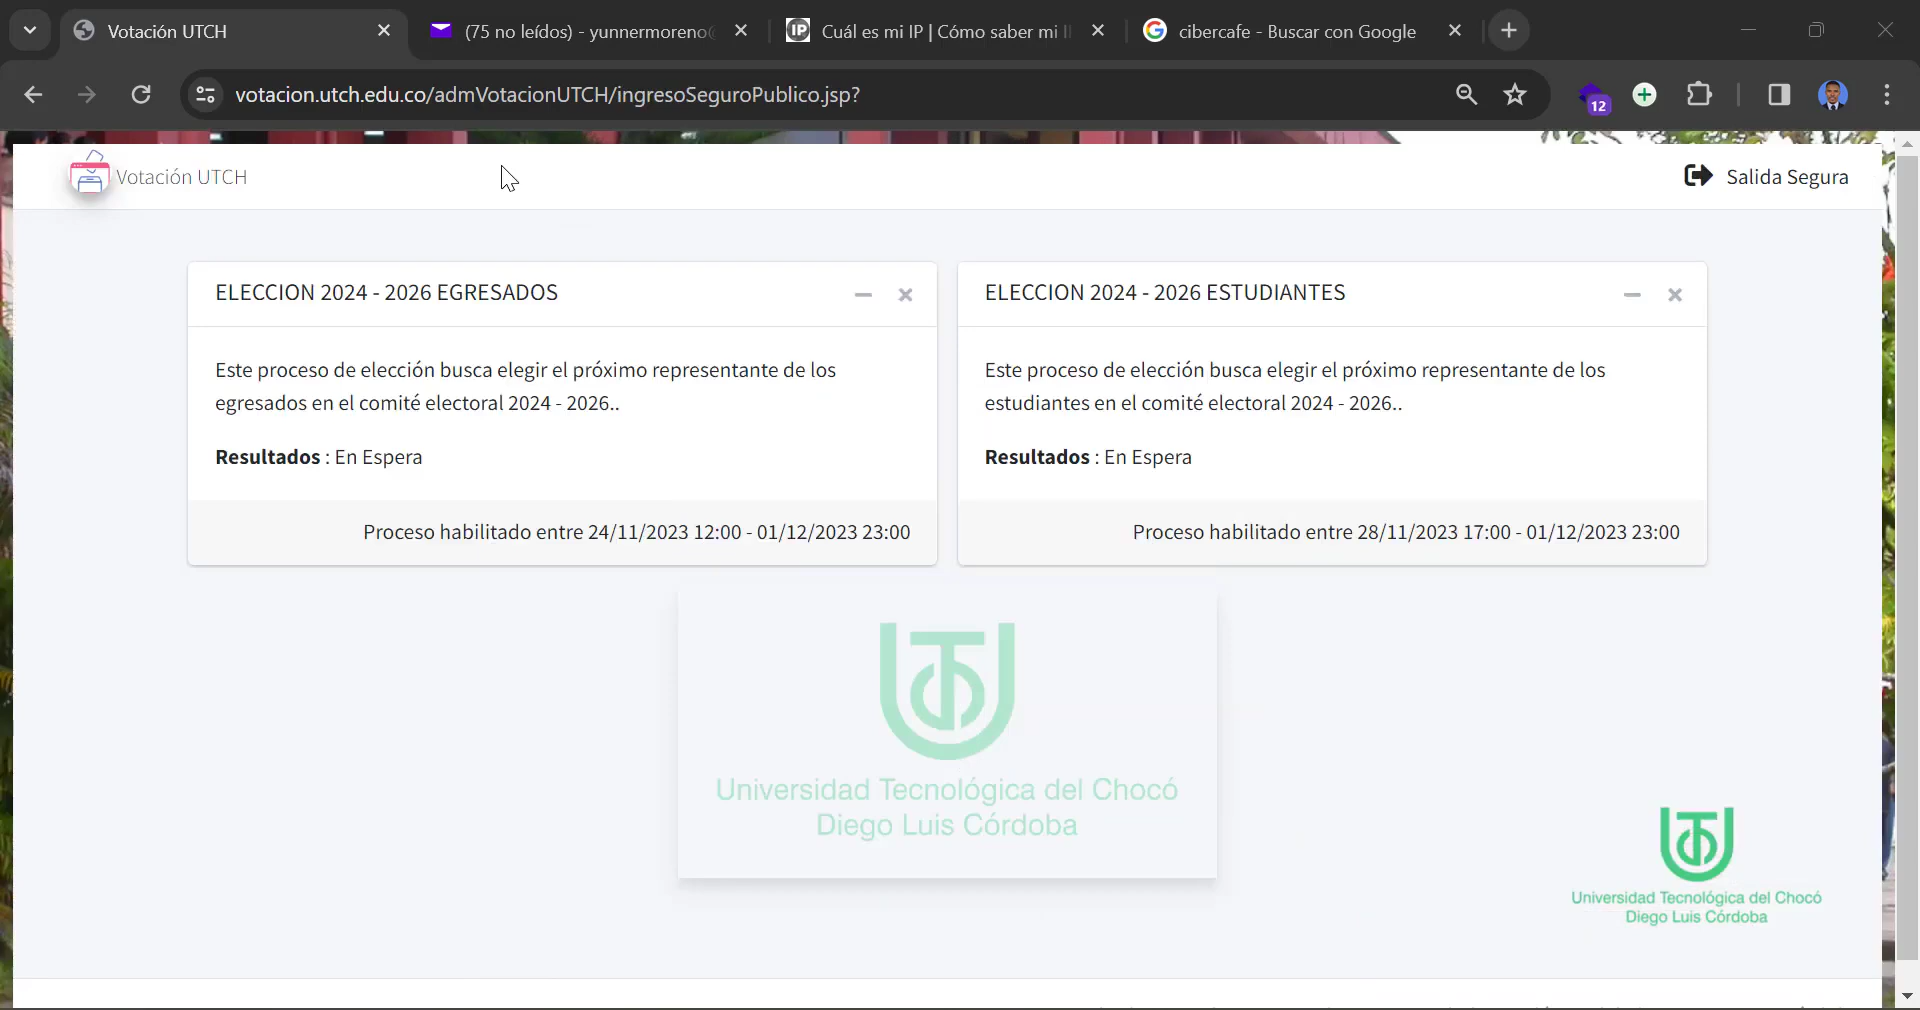 Votación UTCH
(75 no leídos) - yunnermoreno
Cuál es mi IP | Cómo saber mi
cibercafe - Buscar con Google
votacion.utch.edu.co/admVotacionUTCH/ingresoSeguroPublico.jsp?
12
Votación UTCH
Salida Segura
ELECCION 2024 - 2026 EGRESADOS
Este proceso de elección busca elegir el próximo representante de los
egresados en el comité electoral 2024 - 2026..
Resultados : En Espera
Proceso habilitado entre 24/11/2023 12:00 - 01/12/2023 23:00
ELECCION 2024 - 2026 ESTUDIANTES
Este proceso de elección busca elegir el próximo representante de los
estudiantes en el comité electoral 2024 - 2026..
Resultados : En Espera
Proceso habilitado entre 28/11/2023 17:00 - 01/12/2023 23:00
Universidad Tecnológica del Chocó
Diego Luis Córdoba
Universidad Tecnológica del Chocó
Diego Luis Córdoba